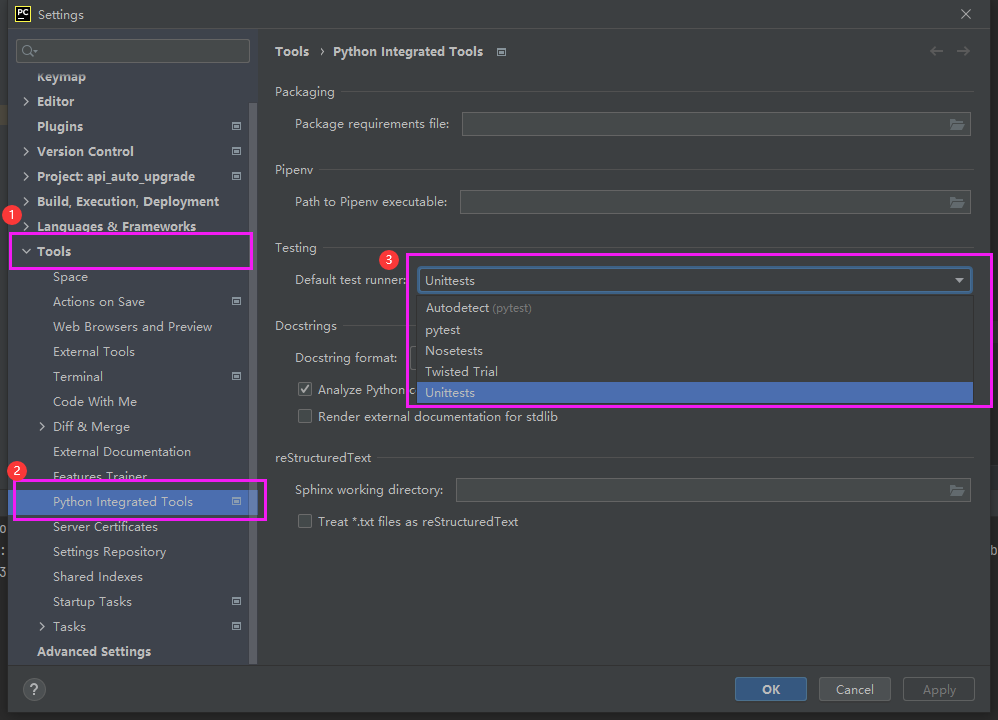 PC
Settings
Keymap
Editor
Plugins
Version Control
Project: api_auto_upgrade
Build, Execution, Deployment
1
Languages & Frameworks
Tools
Space
Actions on Save
Web Browsers and Preview
External Tools
Terminal
Code With Me
Diff & Merge
External Documentation
2
Features Trainer
Python Integrated Tools
Server Certificates
Settings Repository
Shared Indexes
Startup Tasks
Tasks
Advanced Settings
Tools › Python Integrated Tools
Packaging
Package requirements file:
Pipenv
Path to Pipenv executable:
Testing
3
Default test runner: Unittests
Autodetect (pytest)
pytest
Nosetests
Twisted Trial
Unittests
Docstrings
Docstring format:
Analyze Python c
Render external documentation for stdlib
reStructuredText
Sphinx working directory:
Treat *.txt files as reStructuredText
o
:
3
b
?
OK
Cancel
Apply